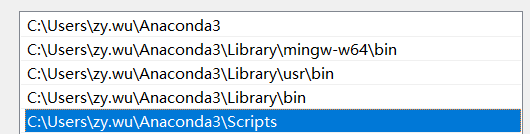 C:\Users\zy.wu\Anaconda3
C:\Users\zy.wu\Anaconda3\Library\mingw-w64\bin
C:\Users\zy.wu\Anaconda3\Library\usr\bin
C:\Users\zy.wu\Anaconda3\Library\bin
C:\Users\zy.wu\Anaconda3\Scripts